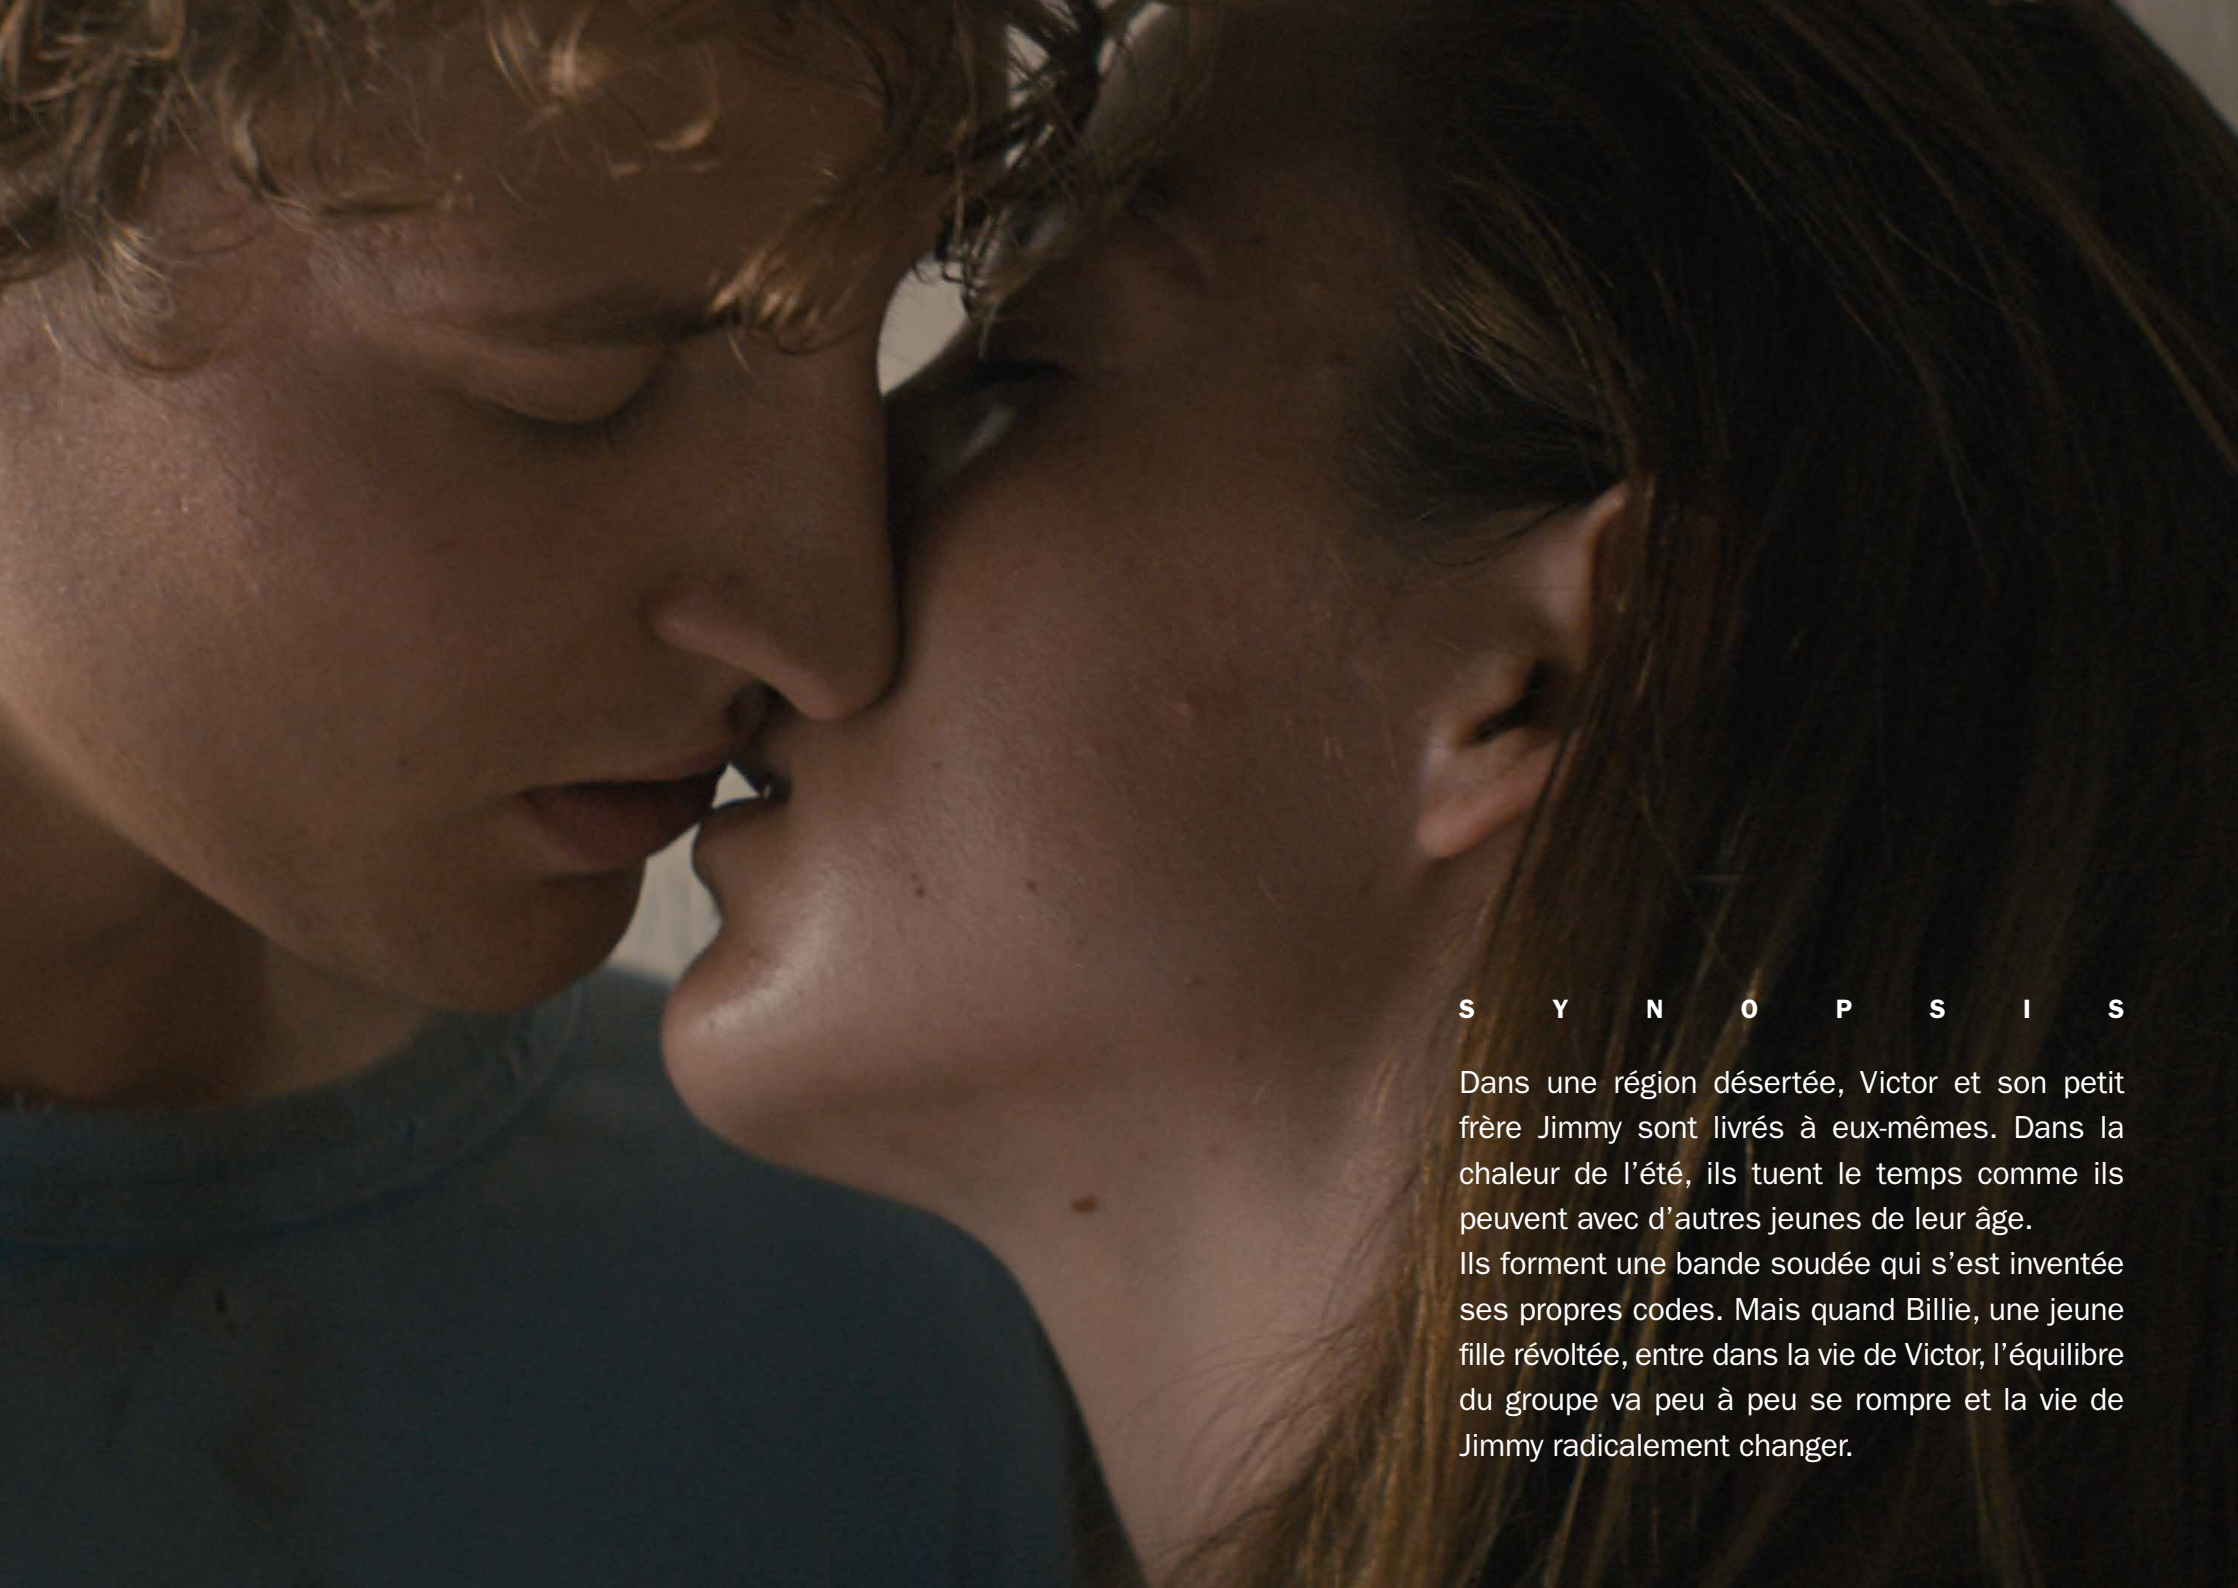 SYNOPSIS
Dans une région désertée, Victor et son petit
frère Jimmy sont livrés à eux-mêmes. Dans la
chaleur de l’été, ils tuent le temps comme ils
peuvent avec d’autres jeunes de leur âge.
Ils forment une bande soudée qui s’est inventée
ses propres codes. Mais quand Billie, une jeune
fille révoltée, entre dans la vie de Victor, l’équilibre
du groupe va peu à peu se rompre et la vie de
Jimmy radicalement changer.